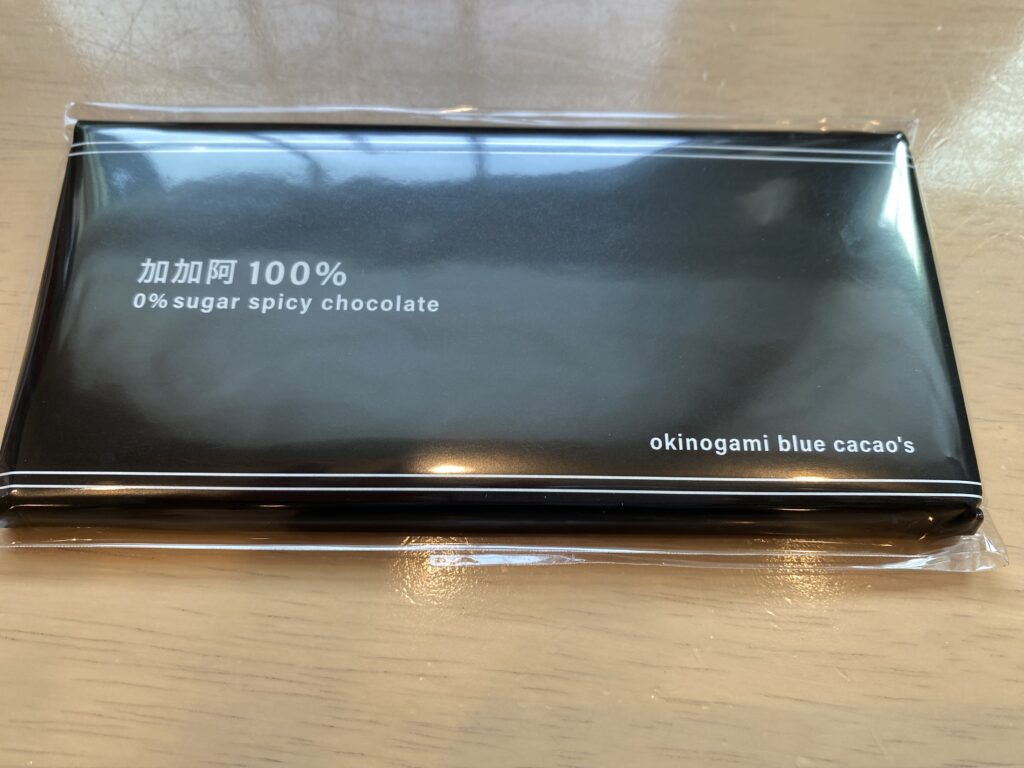 加加阿 100%
0% sugar spicy chocolate
okinogami blue cacao's